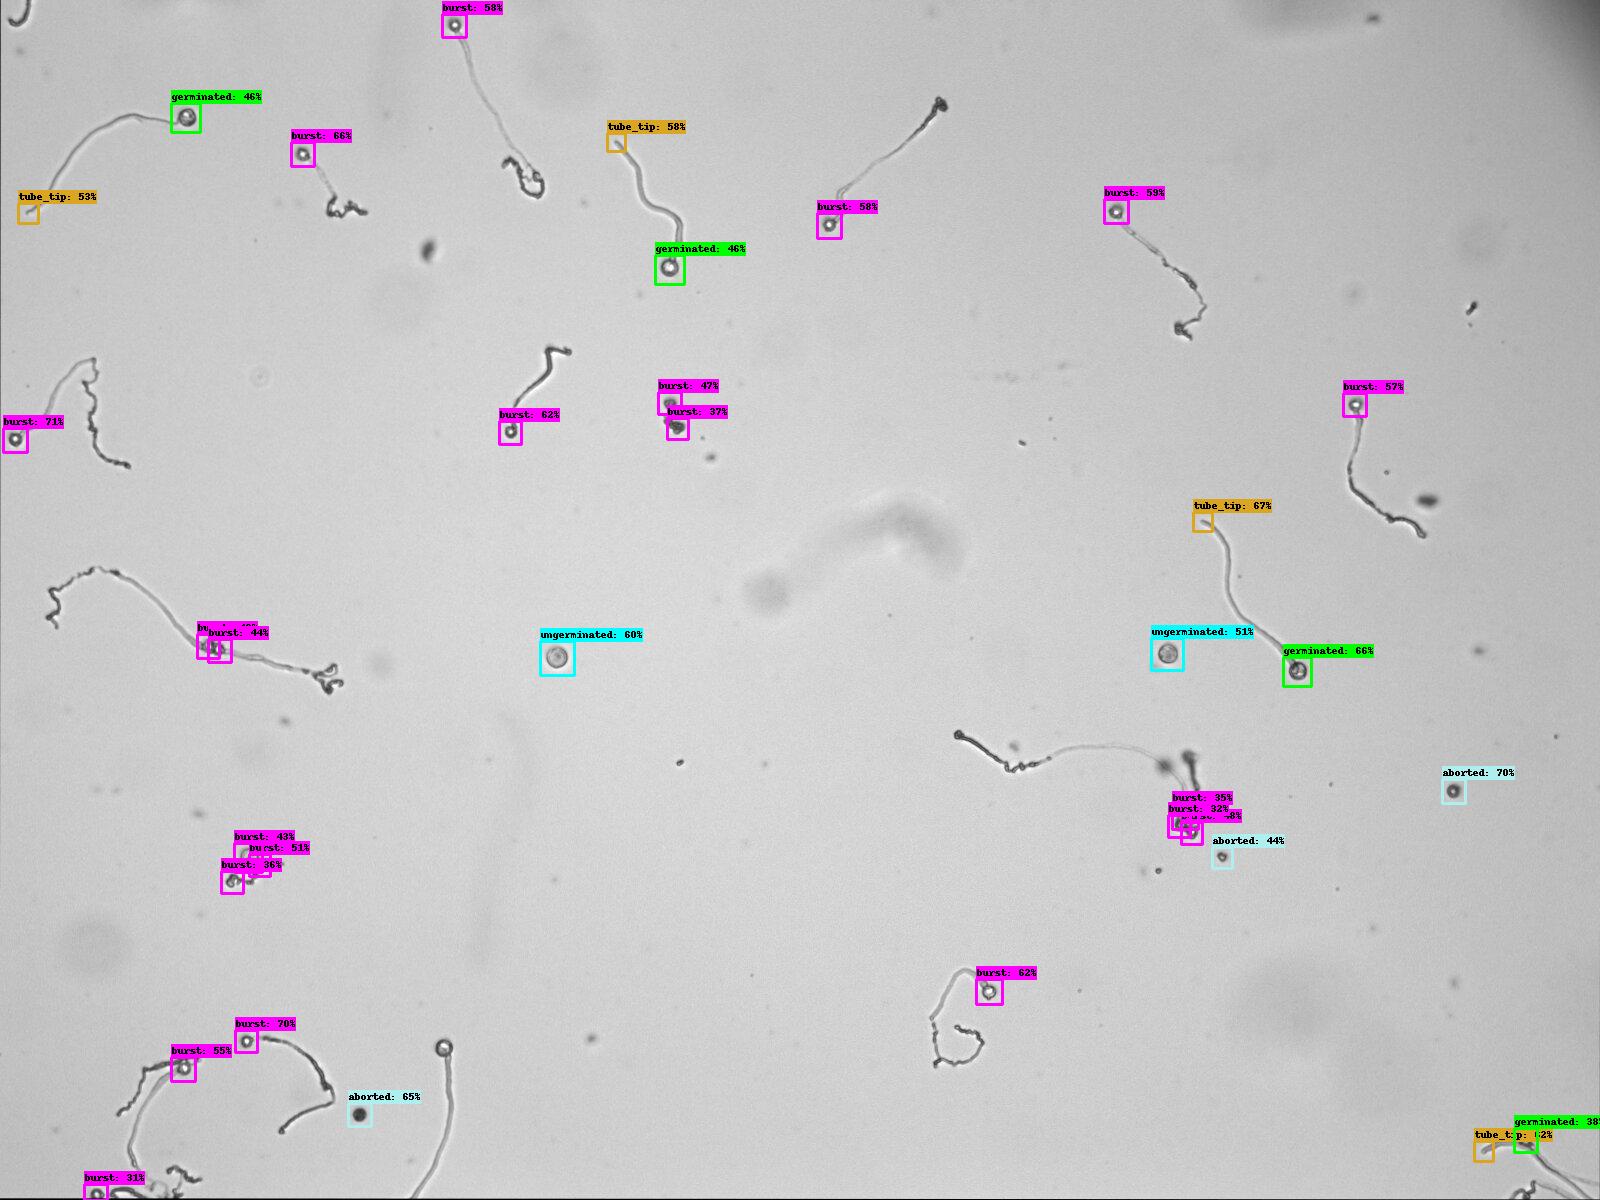 burst: 58%
germinated: 46%
tube_tip: 58%
burst: 66%
burst: 59%
tube_tip: 53%
burst: 58%
germinated: 46%
burst: 47%
burst: 57%
burst: 37%
burst: 62%
burst: 71%
tube_tip: 67%
burst: 44%
ungerminated: 60%
ungerminated: 51%
germinated: 66%
aborted: 70%
burst: 35%
burst: 32%
burst: 43%
aborted: 44%
burst: 51%
burst: 36%
burst: 62%
burst: 70%
burst: 55%
aborted: 65%
germinated: 38%
burst: 31%